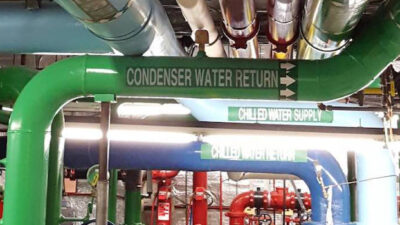 CONDENSER WATER RETURN
CHILLED WATER SUPPLY
CHILLED WATER RETURN